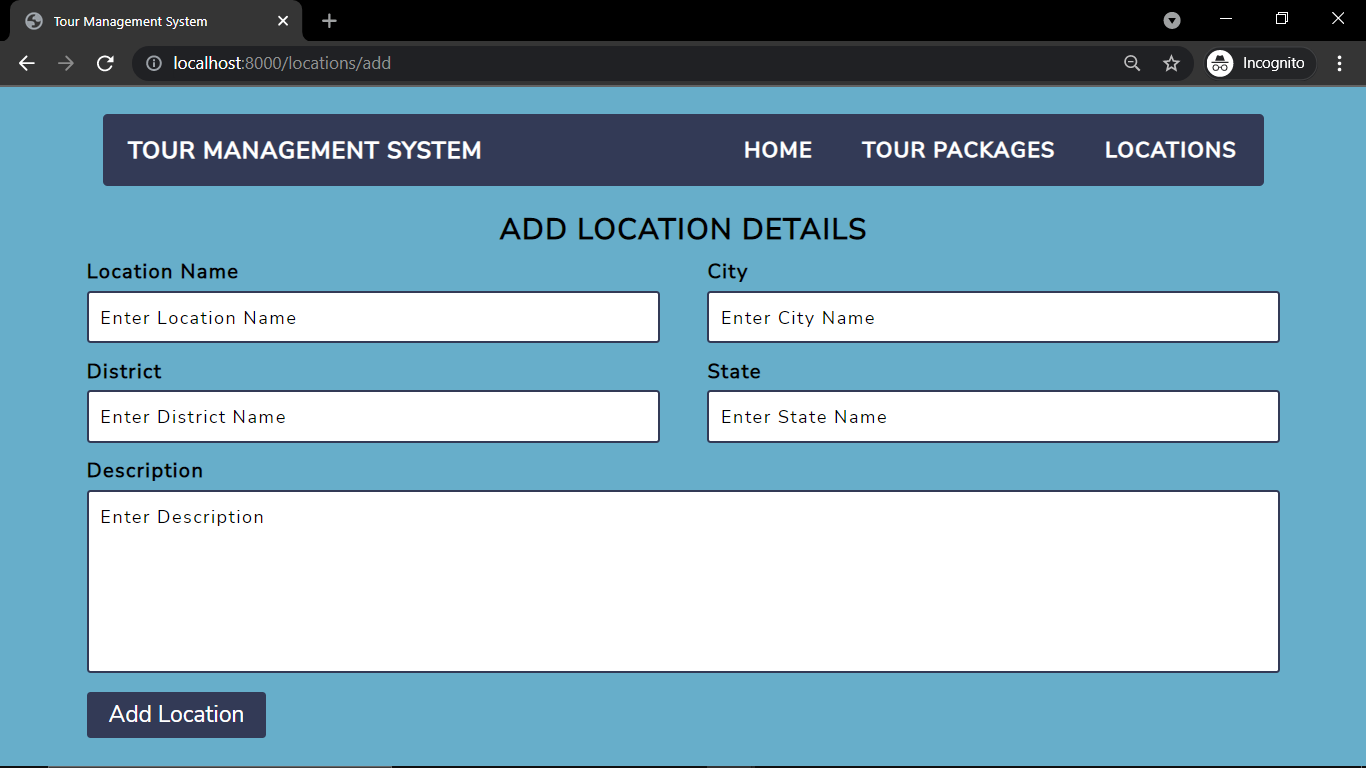 Tour Management System
localhost:8000/locations/add
Incognito
TOUR MANAGEMENT SYSTEM HOME TOUR PACKAGES LOCATIONS
ADD LOCATION DETAILS
Location Name City
Enter Location Name Enter City Name
District State
Enter District Name Enter State Name
Description
Enter Description
Add Location